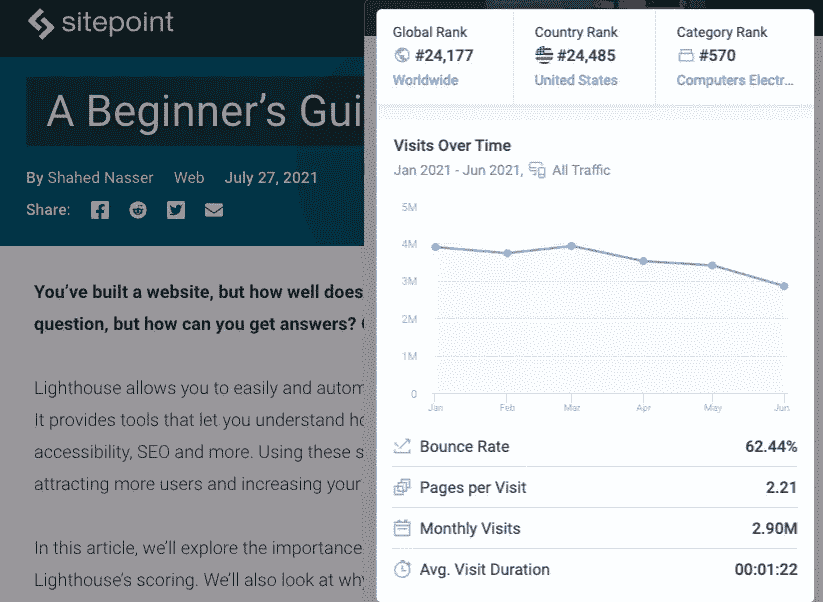 sitepoint
A Beginner's Gui
By Shahed Nasser Web July 27, 2021
Share:
You've built a website, but how well does
question, but how can you get answers?
Lighthouse allows you to easily and autom
It provides tools that let you understand ho
accessibility, SEO and more. Using these s
attracting more users and increasing your
In this article, we'll explore the importance
Lighthouse's scoring. We'll also look at why
Global Rank
#24,177
Worldwide
Country Rank
#24,485
United States
Category Rank
#570
Computers Electr...
Visits Over Time
Jan 2021 - Jun 2021, All Traffic
5M
4M
3M
2M
1M
0
Jan Feb Mar Apr May Jun
Bounce Rate 62.44%
Pages per Visit 2.21
Monthly Visits 2.90M
Avg. Visit Duration 00:01:22